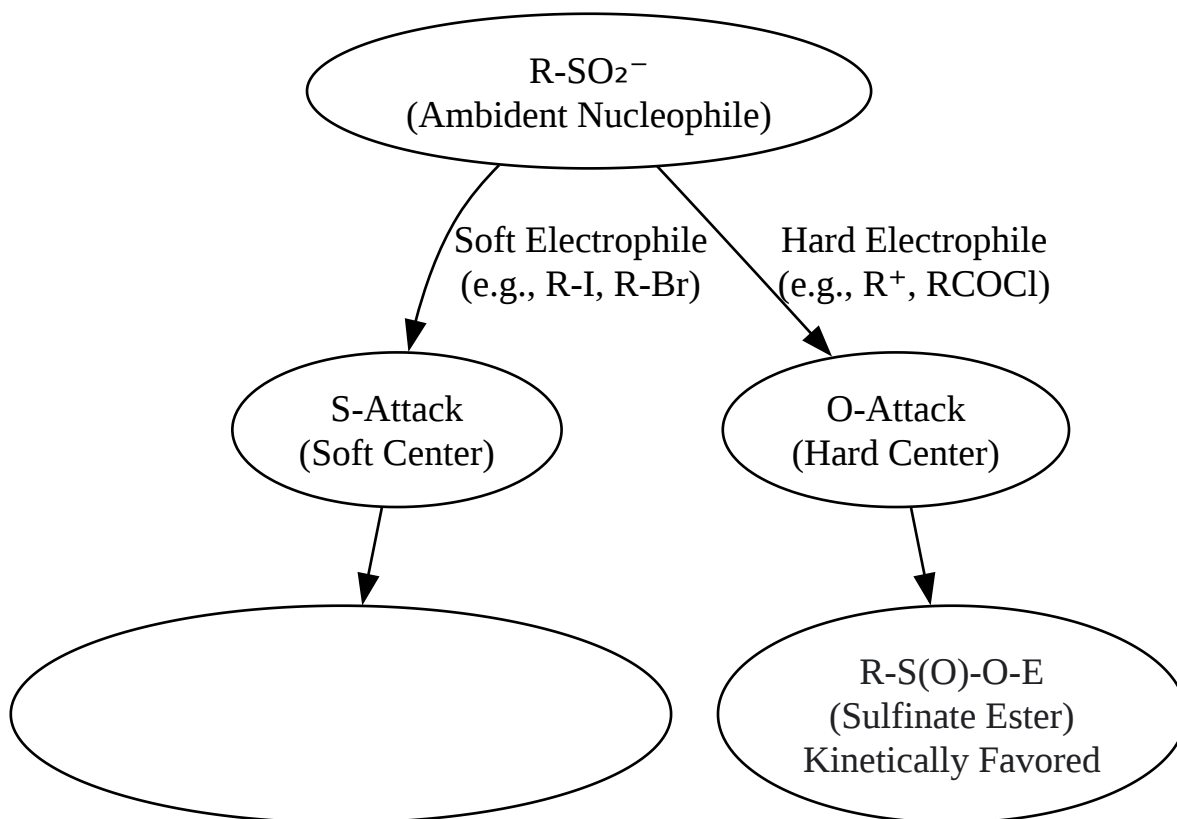 R-SO₂⁻
(Ambident Nucleophile)
Soft Electrophile
(e.g., R-I, R-Br)
Hard Electrophile
(e.g., R⁺, RCOCl)
S-Attack
(Soft Center)
O-Attack
(Hard Center)
R-S(O)-O-E
(Sulfinate Ester)
Kinetically Favored